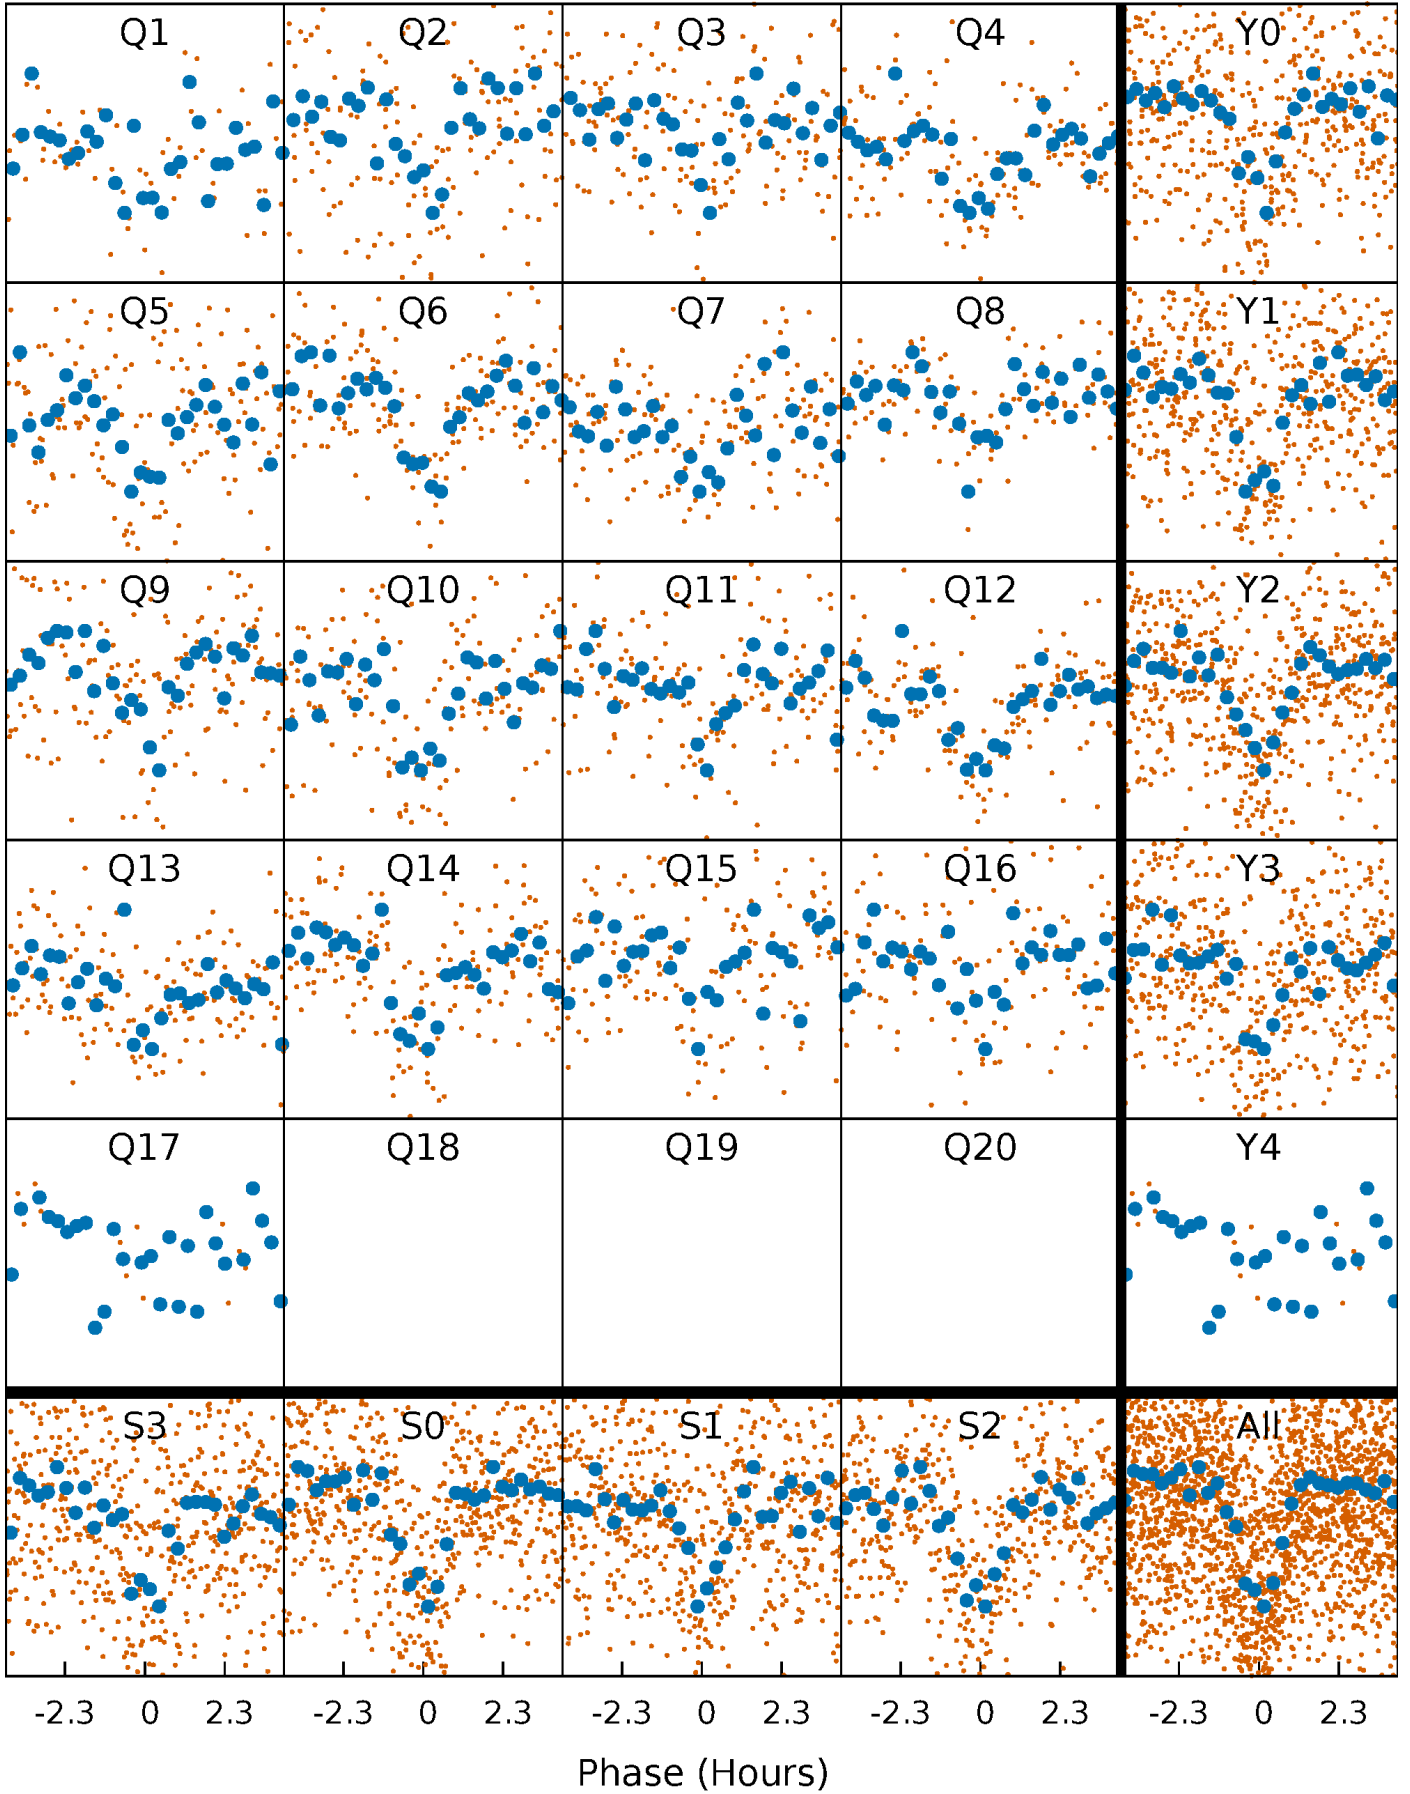 Q1 Q2 Q3 Q4 Y0
Q5 Q6 Q7 Q8 Y1
Q9 Q10 Q11 Q12 Y2
Q13 Q14 Q15 Q16 Y3
Q17 Q18 Q19 Q20 Y4
S3 S0 S1 S2 All
-2.3 0 2.3 -2.3 0 2.3 -2.3 0 2.3 -2.3 0 2.3 -2.3 0 2.3
Phase (Hours)